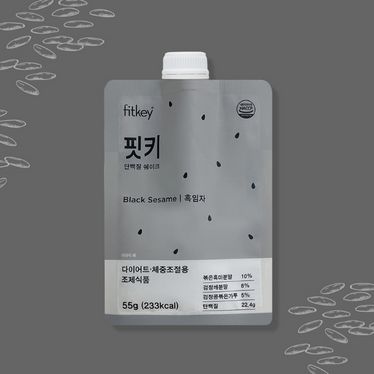 fitkey
HACCP
핏키
단백질 쉐이크
Black Sesame | 흑임자
다이어트·체중조절용
조제식품
볶은흑미분말 10%
검정깨분말 6%
검정콩볶은가루 5%
단백질 22.4g
55g (233kcal)